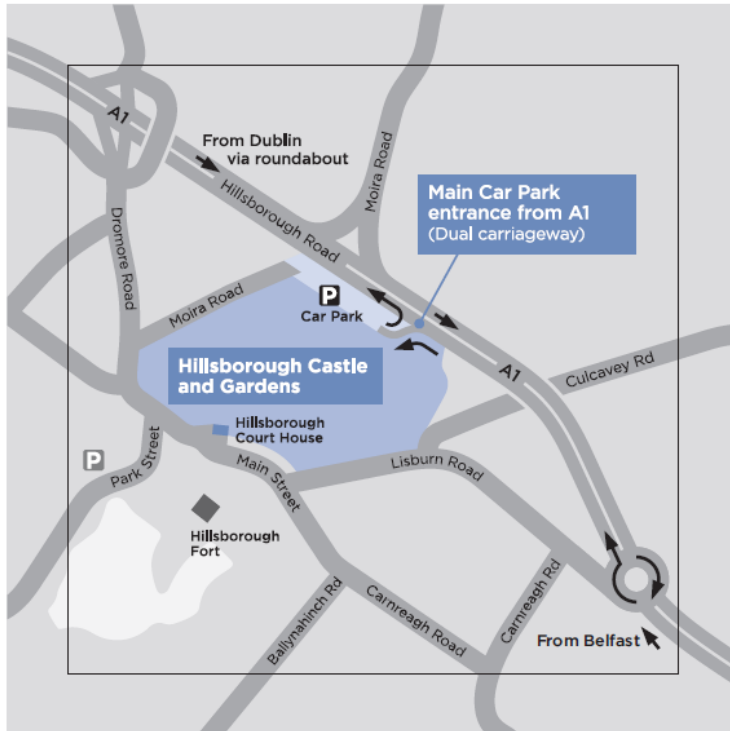 A1
From Dublin
via roundabout
Hillsborough Road
Moira Road
Main Car Park
entrance from A1
(Dual carriageway)
Dromore Road
Moira Road
P
Car Park
A1
Culcavey Rd
Hillsborough Castle
and Gardens
Hillsborough
Court House
P
Park Street
Main Street
Lisburn Road
Hillsborough
Fort
Ballynahinch Rd
Carnreagh Road
Carnreagh Rd
From Belfast